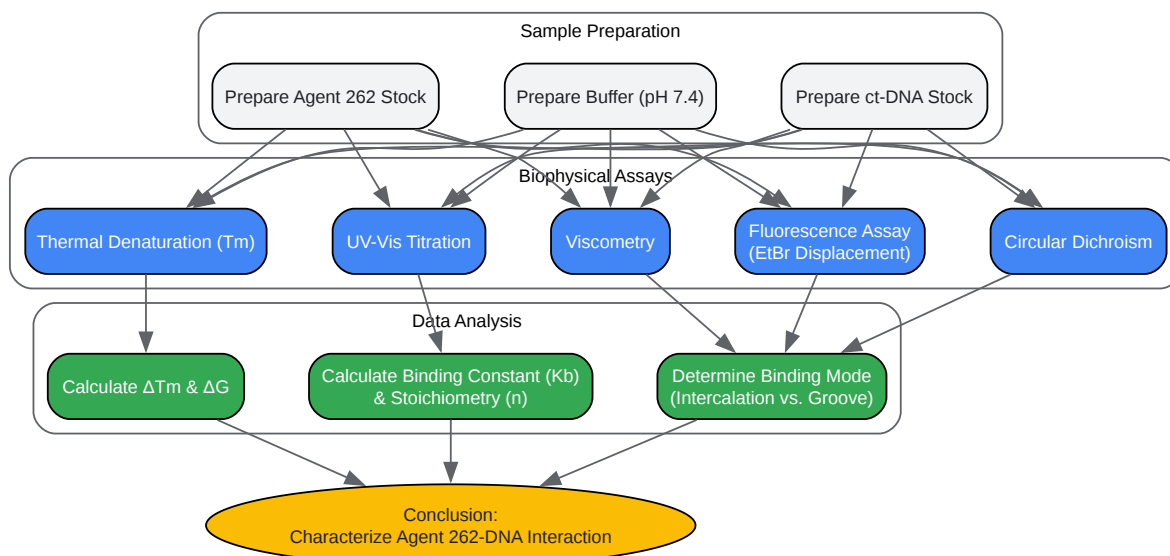 Sample Preparation
Prepare Agent 262 Stock
Prepare Buffer (pH 7.4)
Prepare ct-DNA Stock
Biophysical Assays
Thermal Denaturation (Tm)
UV-Vis Titration
Viscometry
Fluorescence Assay
(EtBr Displacement)
Circular Dichroism
Data Analysis
Calculate ΔTm & ΔG
Calculate Binding Constant (Kb)
& Stoichiometry (n)
Determine Binding Mode
(Intercalation vs. Groove)
Conclusion:
Characterize Agent 262-DNA Interaction